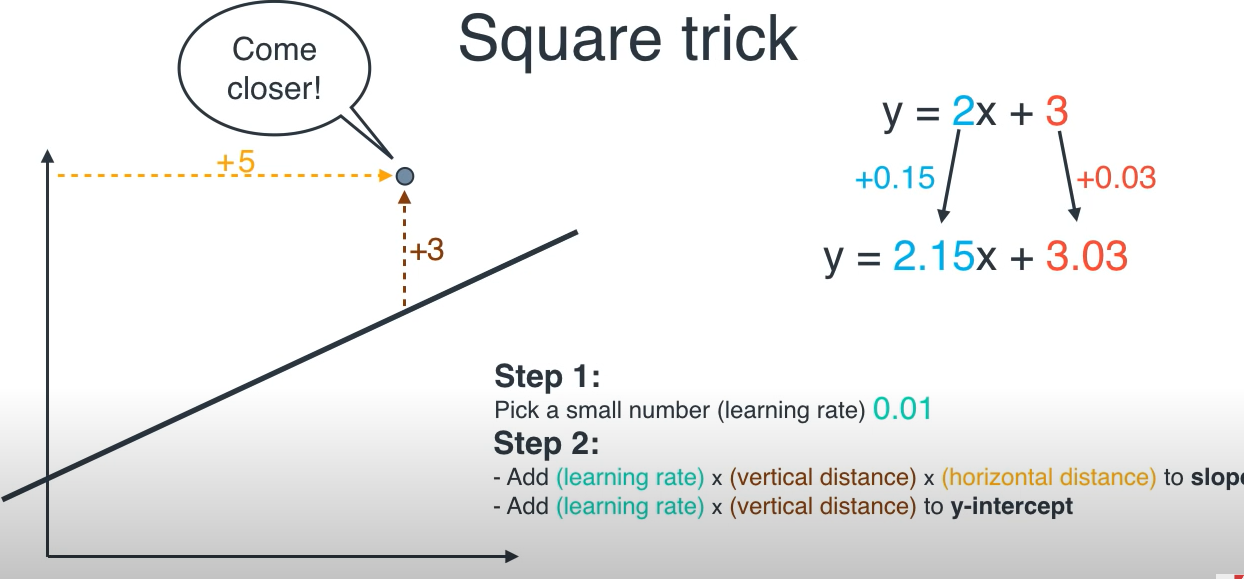 Square trick
Come
closer!
+5
+3
y = 2x + 3
+0.15
+0.03
y = 2.15x + 3.03
Step 1:
Pick a small number (learning rate) 0.01
Step 2:
- Add (learning rate) x (vertical distance) x (horizontal distance) to slope
- Add (learning rate) x (vertical distance) to y-intercept